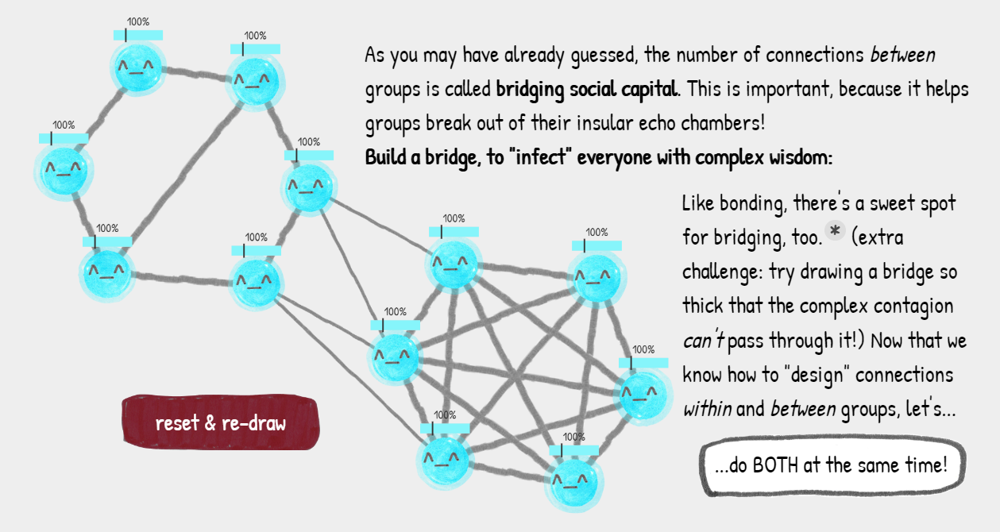 100%
100%
As you may have already guessed, the number of connections between
groups is called bridging social capital. This is important, because it helps
groups break out of their insular echo chambers!
Build a bridge, to "infect" everyone with complex wisdom:
100%
100%
100%
100%
Like bonding, there's a sweet spot
for bridging, too.* (extra
challenge: try drawing a bridge so
thick that the complex contagion
can't pass through it!) Now that we
know how to "design" connections
within and between groups, let's...
100%
100%
100%
100%
100%
100%
reset & re-draw
...do BOTH at the same time!